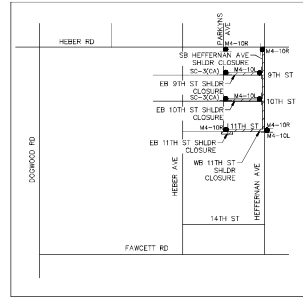 PARKYNS
AVE
HEBER RD
M4-10R
M4-10R
SB HEFFERNAN AVE
SHLDR CLOSURE
SC-3(CA)
M4-10L
9TH ST
EB 9TH ST SHLDR
CLOSURE
SC-3(CA)
M4-10L
10TH ST
EB 10TH ST SHLDR
CLOSURE
M4-10R
11TH ST
M4-10R
M4-10L
EB 11TH ST SHLDR
CLOSURE
WB 11TH ST
SHLDR
CLOSURE
DOGWOOD RD
HEBER AVE
HEFFERNAN AVE
14TH ST
FAWCETT RD